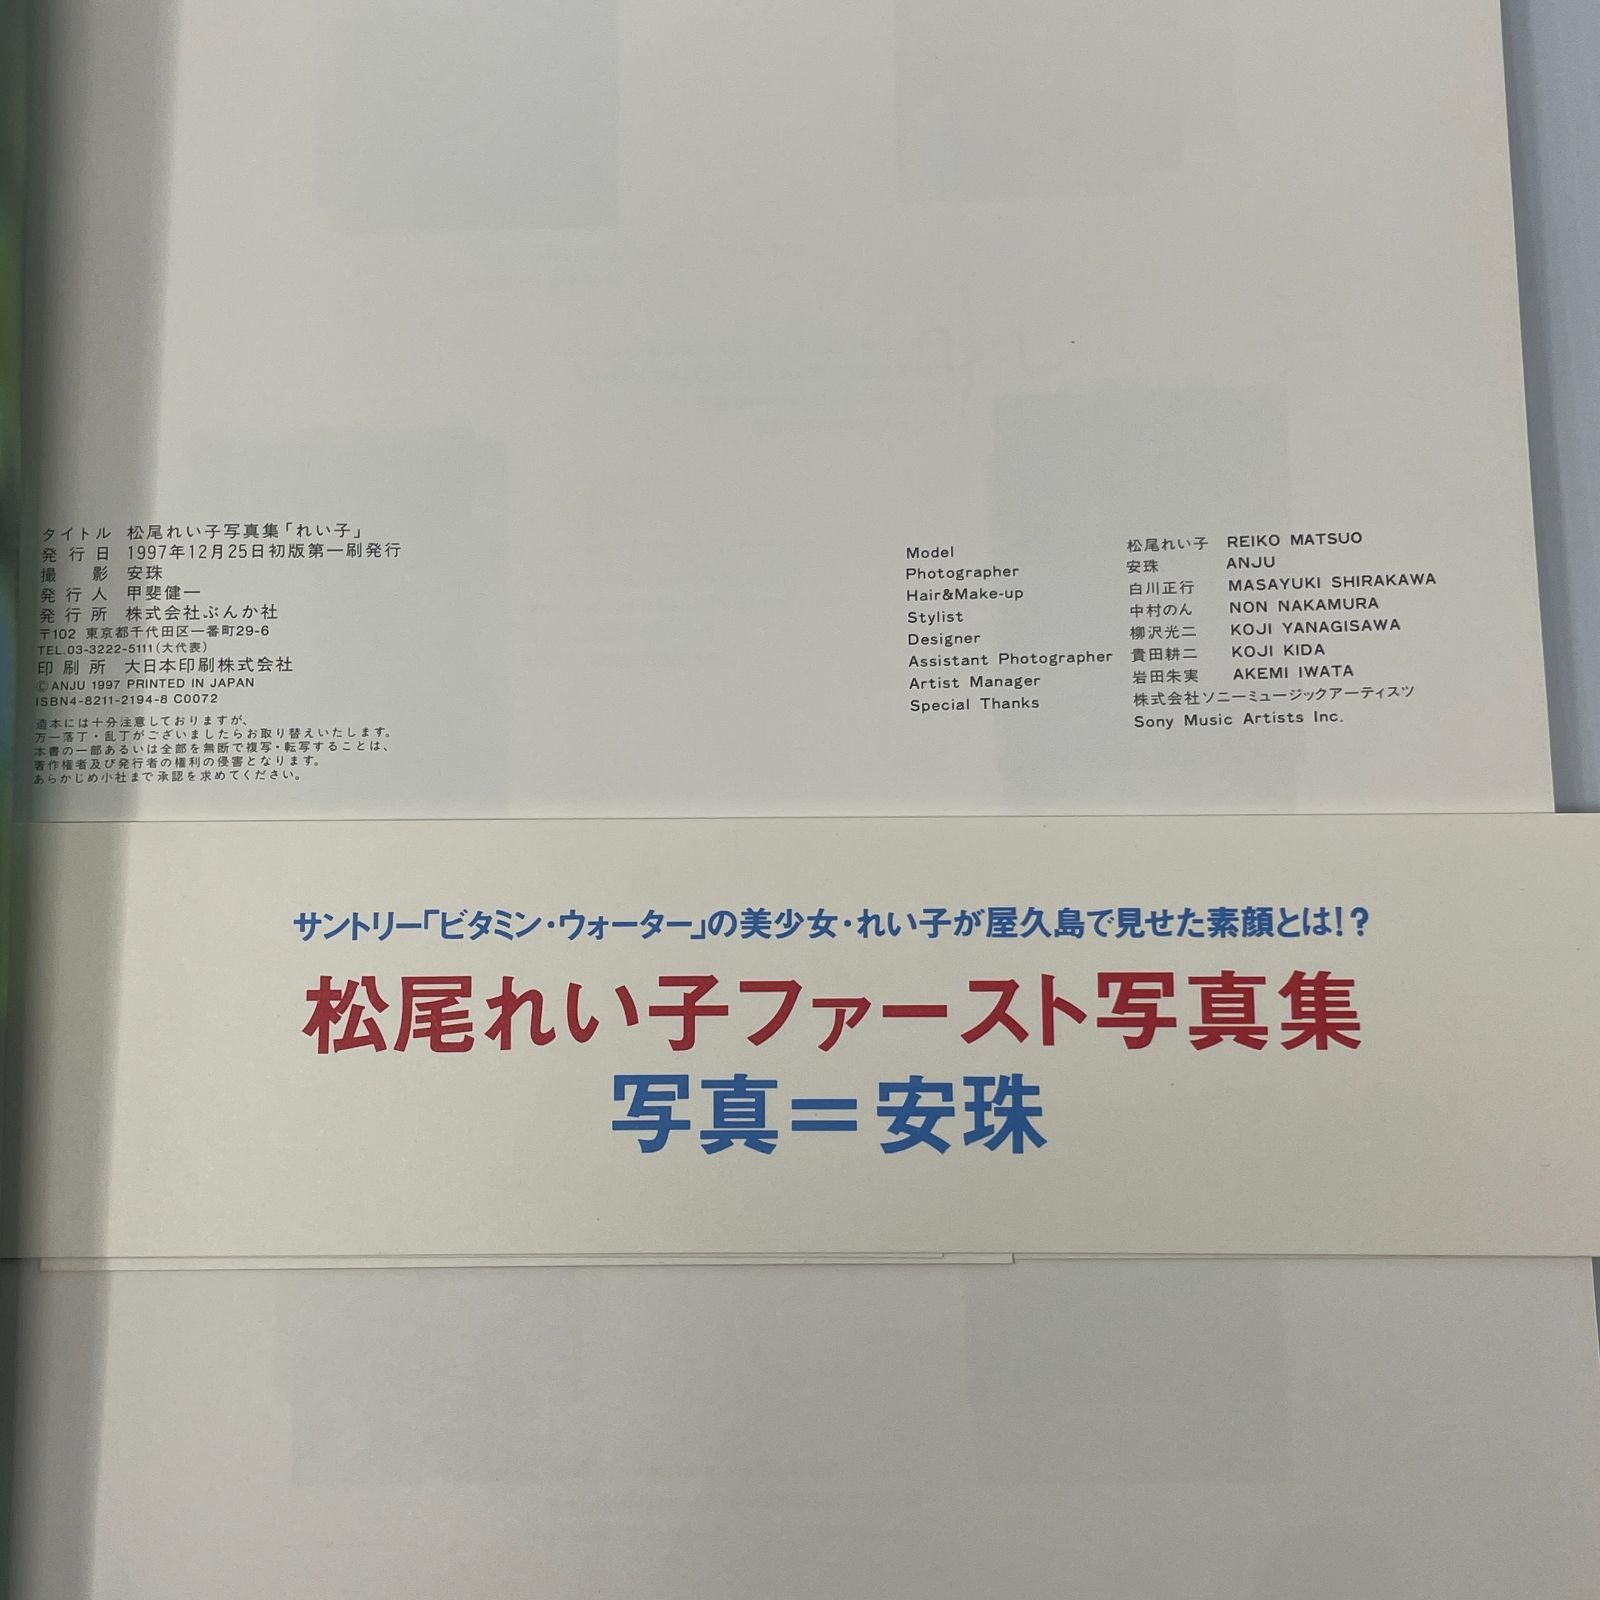 タイトル 松尾れい子写真集「れい子」
発行日 1997年12月25日初版第一刷発行
撮影 安珠
発行人 甲斐健一
発行所 株式会社ぶんか社
〒102 東京都千代田区一番町29-6
TEL.03-3222-5111(大代表)
印刷所 大日本印刷株式会社
©ANJU 1997 PRINTED IN JAPAN
ISBN4-8211-2194-8 C0072
造本には十分注意しておりますが、
万一落丁・乱丁がございましたらお取り替えいたします。
本書の一部あるいは全部を無断で複写・転写することは、
著作権者及び発行者の権利の侵害となります。
あらかじめ小社まで承認を求めてください。
Model 松尾れい子 REIKO MATSUO
Photographer 安珠 ANJU
Hair&Make-up 白川正行 MASAYUKI SHIRAKAWA
Stylist 中村のん NON NAKAMURA
Designer 柳沢光二 KOJI YANAGISAWA
Assistant Photographer 貴田耕二 KOJI KIDA
Artist Manager 岩田朱実 AKEMI IWATA
Special Thanks 株式会社ソニーミュージックアーティスツ
Sony Music Artists Inc.
サントリー「ビタミン・ウォーター」の美少女・れい子が屋久島で見せた素顔とは!?
松尾れい子ファースト写真集
写真=安珠